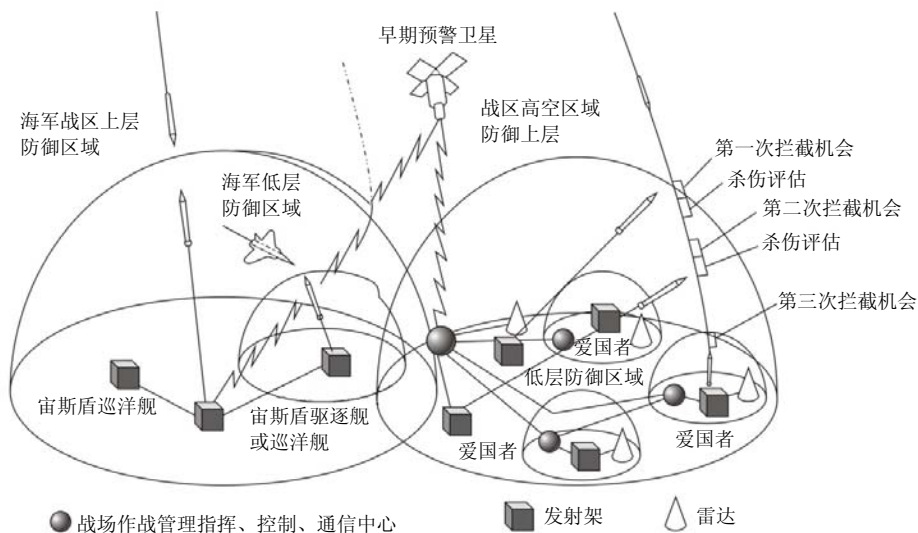 早期预警卫星
海军战区上层
防御区域
战区高空区域
防御上层
第一次拦截机会
杀伤评估
海军低层
防御区域
第二次拦截机会
杀伤评估
第三次拦截机会
爱国者
低层防御区域
宙斯盾巡洋舰
宙斯盾驱逐舰
或巡洋舰
爱国者
爱国者
战场作战管理指挥、控制、通信中心
发射架
雷达